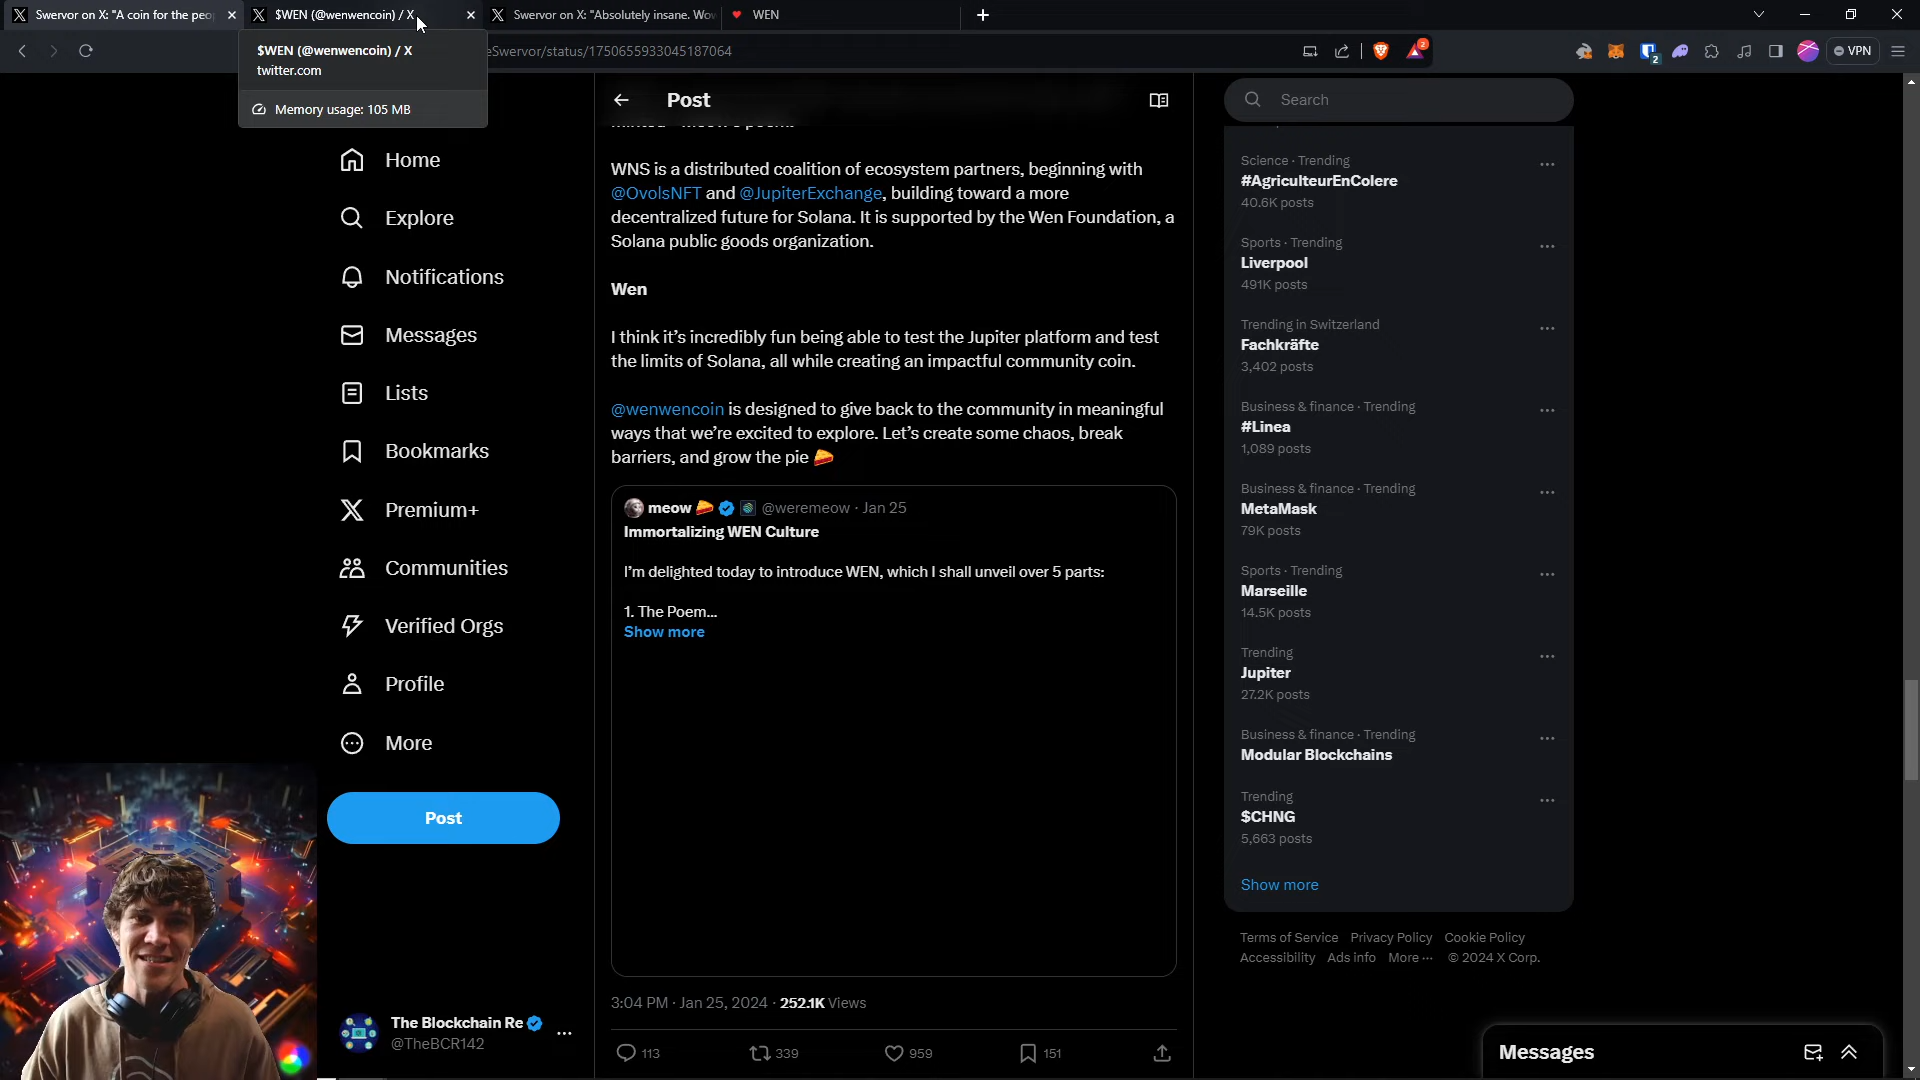 Swervor on X: "A coin for the peo
$WEN (@wenwencoin) / X
Swervor on X: "Absolutely insane. Wow
WEN
$WEN (@wenwencoin) / X
twitter.com
Memory usage: 105 MB
eSwervor/status/1750655933045187064
2
2
VPN
Post
Search
Home
Explore
Notifications
Messages
Lists
Bookmarks
Premium+
Communities
Verified Orgs
Profile
More
Post
The Blockchain Re
@TheBCR142
WNS is a distributed coalition of ecosystem partners, beginning with
@OvolsNFT and @JupiterExchange, building toward a more
decentralized future for Solana. It is supported by the Wen Foundation, a
Solana public goods organization.
Wen
I think it's incredibly fun being able to test the Jupiter platform and test
the limits of Solana, all while creating an impactful community coin.
@wenwencoin is designed to give back to the community in meaningful
ways that we're excited to explore. Let's create some chaos, break
barriers, and grow the pie 🥧
meow 🥧 @weremeow · Jan 25
Immortalizing WEN Culture
I'm delighted today to introduce WEN, which I shall unveil over 5 parts:
1. The Poem...
Show more
3:04 PM · Jan 25, 2024 · 252.1K Views
113
339
959
151
Science · Trending
#AgriculteurEnColere
40.6K posts
Sports · Trending
Liverpool
491K posts
Trending in Switzerland
Fachkräfte
3,402 posts
Business & finance · Trending
#Linea
1,089 posts
Business & finance · Trending
MetaMask
79K posts
Sports · Trending
Marseille
14.5K posts
Trending
Jupiter
27.2K posts
Business & finance · Trending
Modular Blockchains
Trending
$CHNG
5,663 posts
Show more
Terms of Service Privacy Policy Cookie Policy
Accessibility Ads info More ··· © 2024 X Corp.
Messages